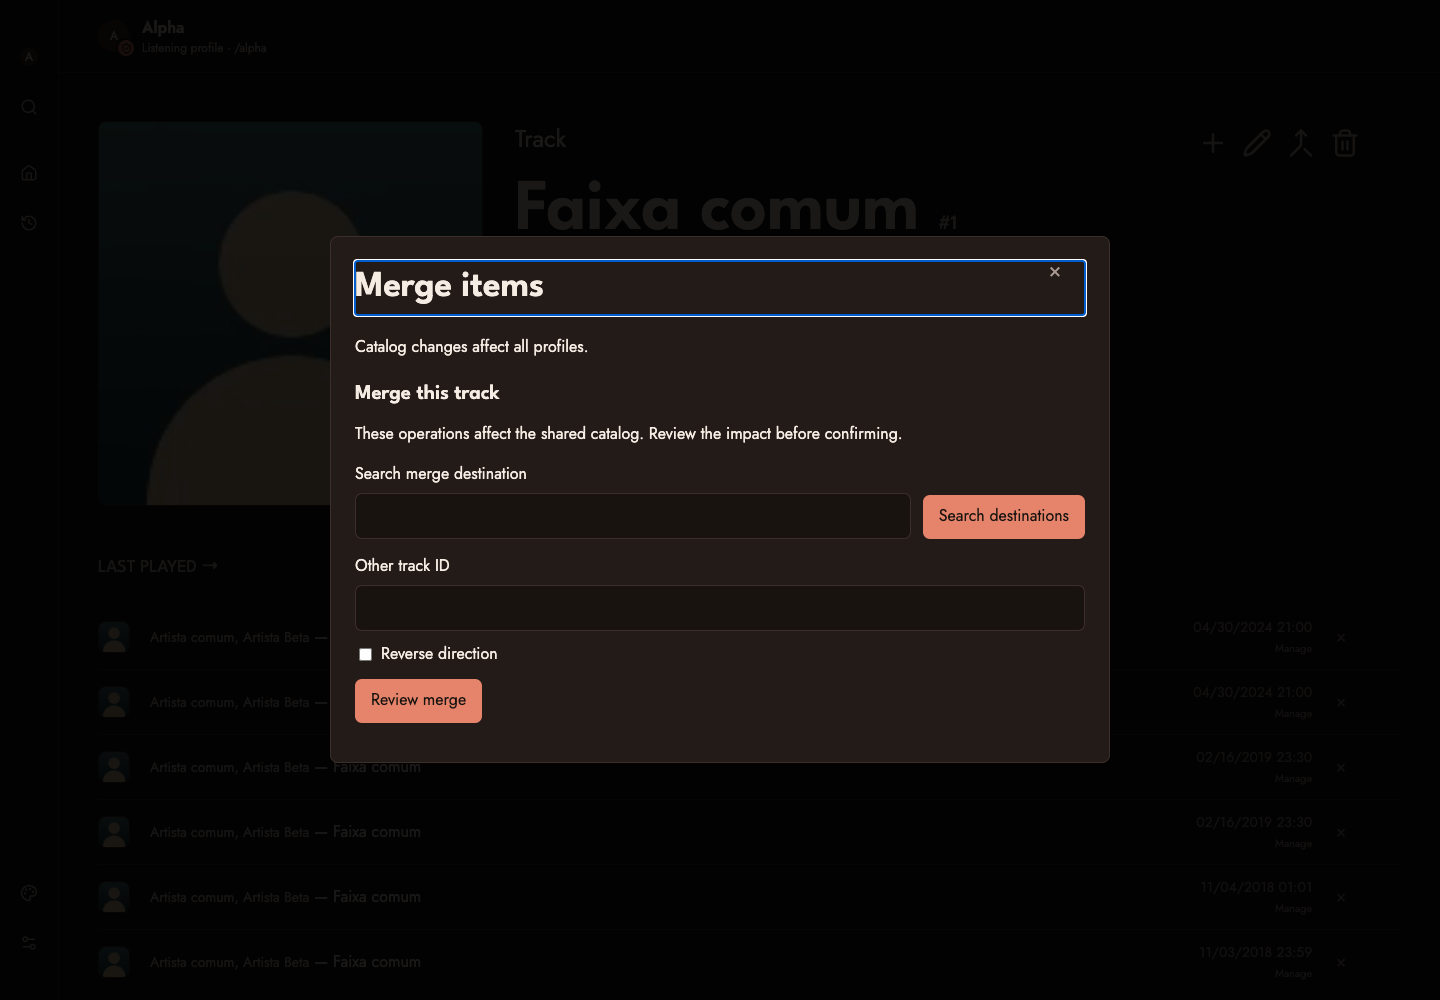 A
Alpha
A
Listening profile · /alpha
Track
Faixa comum #1
Merge items
×
Catalog changes affect all profiles.
Merge this track
These operations affect the shared catalog. Review the impact before confirming.
Search merge destination
Search destinations
Other track ID
Reverse direction
Review merge
LAST PLAYED →
Artista comum, Artista Beta —
04/30/2024 21:00
Manage
×
Artista comum, Artista Beta —
04/30/2024 21:00
Manage
×
Artista comum, Artista Beta — Faixa comum
02/16/2019 23:30
Manage
×
Artista comum, Artista Beta — Faixa comum
02/16/2019 23:30
Manage
×
Artista comum, Artista Beta — Faixa comum
11/04/2018 01:01
Manage
×
Artista comum, Artista Beta — Faixa comum
11/03/2018 23:59
Manage
×